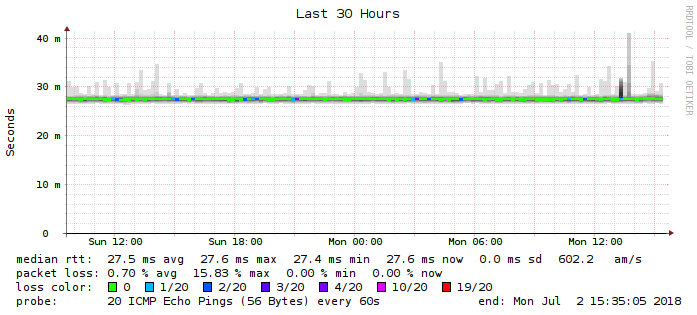 Last 30 Hours
RRDTOOL / TOBI OETIKER
Seconds
40 m
30 m
20 m
10 m
0
Sun 12:00 Sun 18:00 Mon 00:00 Mon 06:00 Mon 12:00
median rtt: 27.5 ms avg 27.6 ms max 27.4 ms min 27.6 ms now 0.0 ms sd 602.2 am/s
packet loss: 0.70 % avg 15.83 % max 0.00 % min 0.00 % now
loss color: 0 1/20 2/20 3/20 4/20 10/20 19/20
probe: 20 ICMP Echo Pings (56 Bytes) every 60s end: Mon Jul 2 15:35:05 2018